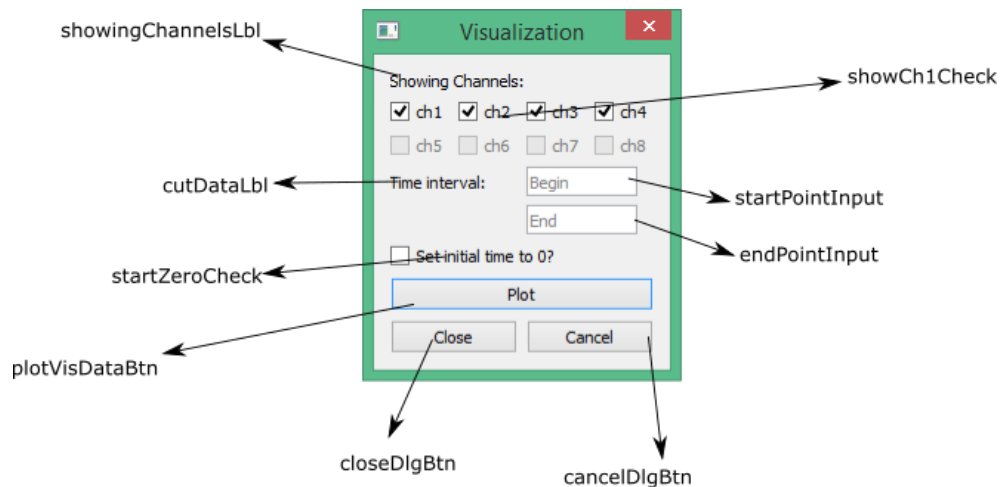 showingChannelsLbl
Visualization
Showing Channels:
showCh1Check
ch1 ch2 ch3 ch4
ch5 ch6 ch7 ch8
cutDataLbl
Time interval:
Begin
startPointInput
End
endPointInput
Set initial time to 0?
startZeroCheck
Plot
Close Cancel
plotVisDataBtn
closeDlgBtn
cancelDlgBtn